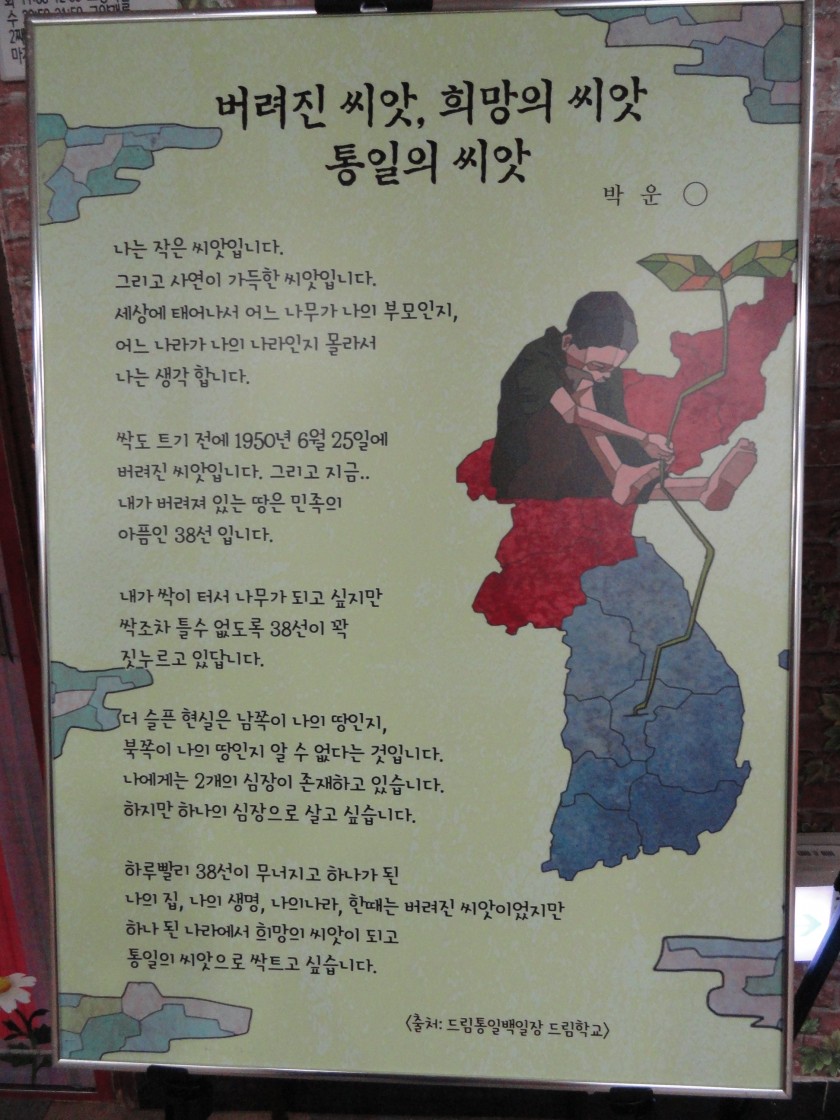 버려진 씨앗, 희망의 씨앗
통일의 씨앗
박 운 ○
나는 작은 씨앗입니다.
그리고 사연이 가득한 씨앗입니다.
세상에 태어나서 어느 나무가 나의 부모인지,
어느 나라가 나의 나라인지 몰라서
나는 생각 합니다.
싹도 트기 전에 1950년 6월 25일에
버려진 씨앗입니다. 그리고 지금..
내가 버려져 있는 땅은 민족의
아픔인 38선 입니다.
내가 싹이 터서 나무가 되고 싶지만
싹조차 틀수 없도록 38선이 꽉
짓누르고 있답니다.
더 슬픈 현실은 남쪽이 나의 땅인지,
북쪽이 나의 땅인지 알 수 없다는 것입니다.
나에게는 2개의 심장이 존재하고 있습니다.
하지만 하나의 심장으로 살고 싶습니다.
하루빨리 38선이 무너지고 하나가 된
나의 집, 나의 생명, 나의나라, 한때는 버려진 씨앗이었지만
하나 된 나라에서 희망의 씨앗이 되고
통일의 씨앗으로 싹트고 싶습니다.
<출처: 드림통일백일장 드림학교>